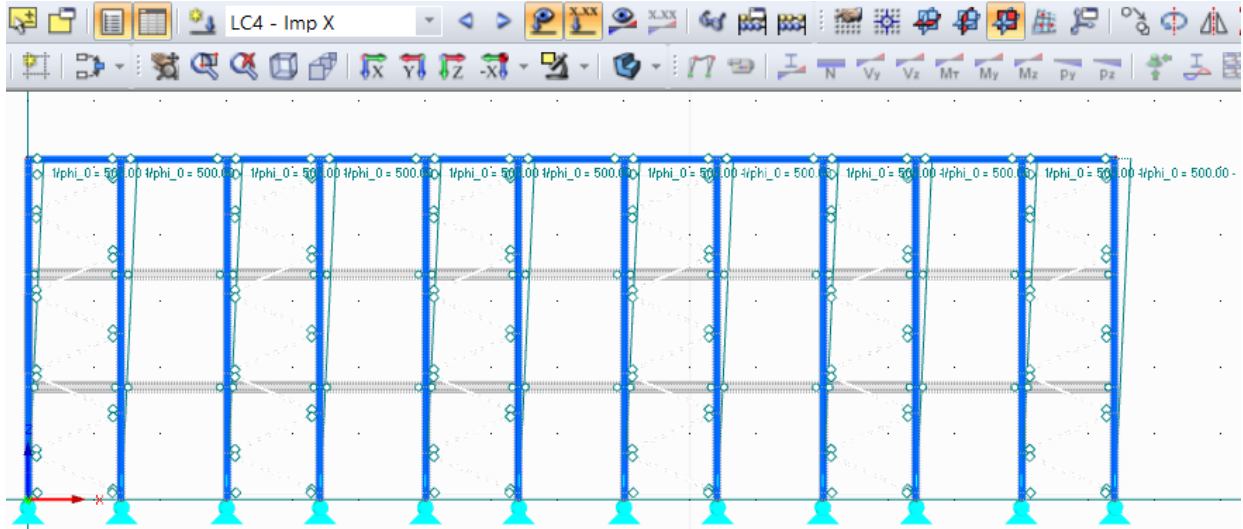 LC4 - Imp X
X.XX X.XX
X Y Z -X N Vy Vz MT My Mz py pz
1/phi_0 = 500.00 1/phi_0 = 500.00 1/phi_0 = 500.00 1/phi_0 = 500.00 1/phi_0 = 500.00 1/phi_0 = 500.00 1/phi_0 = 500.00 -1/phi_0 = 500.00 1/phi_0 = 500.00 -1/phi_0 = 500.00 1/phi_0 = 500.00 -1/phi_0 = 500.00 -
Z
X